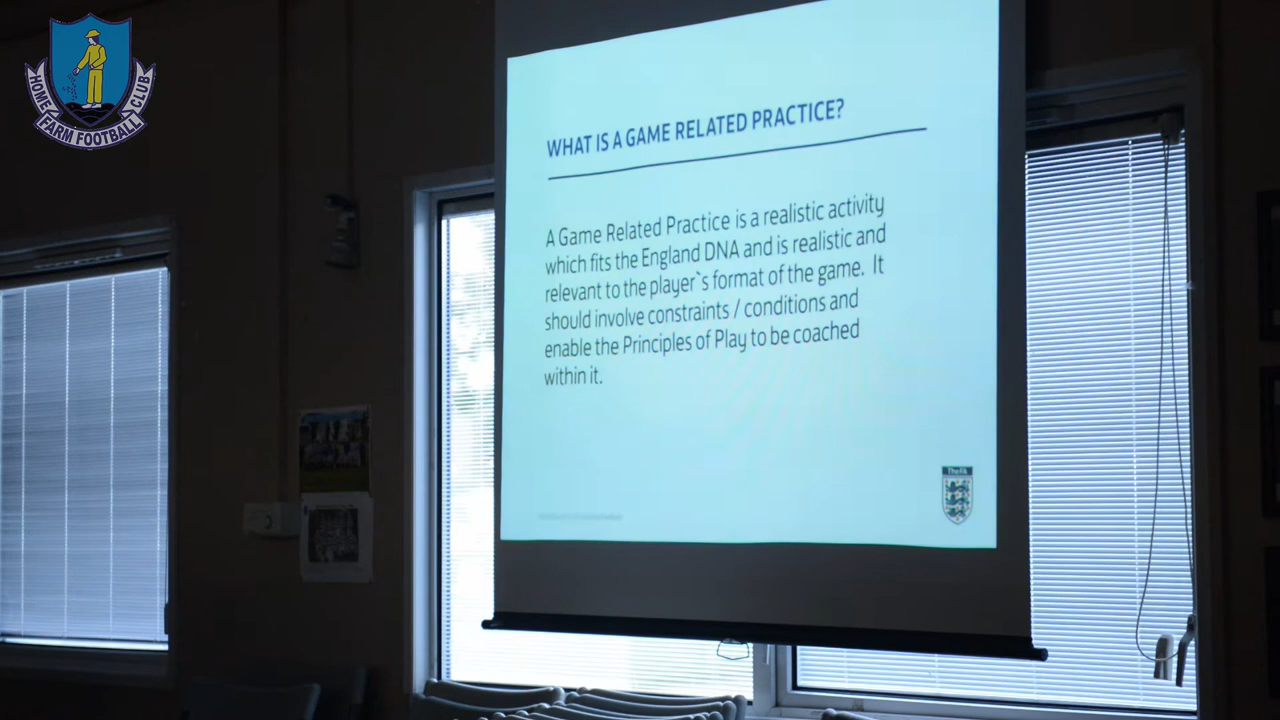 HOME FARM FOOTBALL CLUB
WHAT IS A GAME RELATED PRACTICE?
A Game Related Practice is a realistic activity
which fits the England DNA and is realistic and
relevant to the player`s format of the game. It
should involve constraints / conditions and
enable the Principles of Play to be coached
within it.
The FA